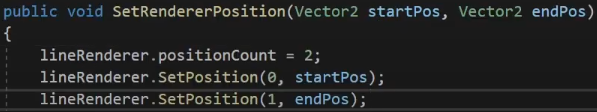 public void SetRendererPosition(Vector2 startPos, Vector2 endPos)
{
lineRenderer.positionCount = 2;
lineRenderer.SetPosition(0, startPos);
lineRenderer.SetPosition(1, endPos);